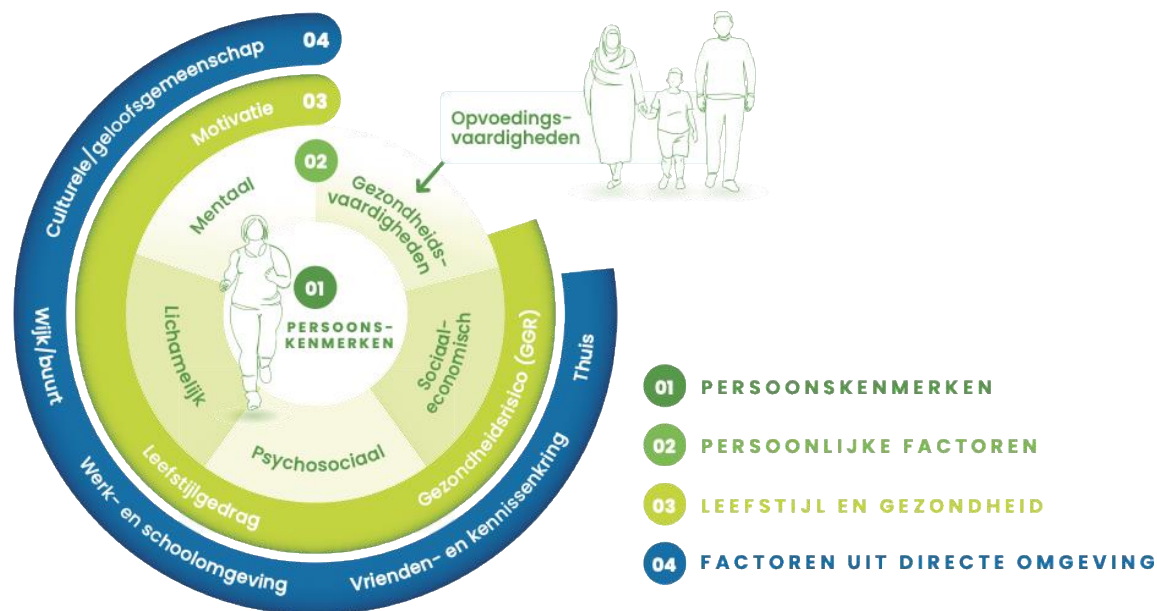 04
Culturele/geloofsgemeenschap
Wijk/buurt
Werk- en schoolomgeving
Vrienden- en kennissenkring
Thuis
03
Motivatie
Leefstijlgedrag
Gezondheidsrisico (GGR)
02
Mentaal
Gezondheids-
vaardigheden
Lichamelijk
Sociaal-
economisch
Psychosociaal
01
PERSOONS-
KENMERKEN
Opvoedings-
vaardigheden
01 PERSOONSKENMERKEN
02 PERSOONLIJKE FACTOREN
03 LEEFSTIJL EN GEZONDHEID
04 FACTOREN UIT DIRECTE OMGEVING